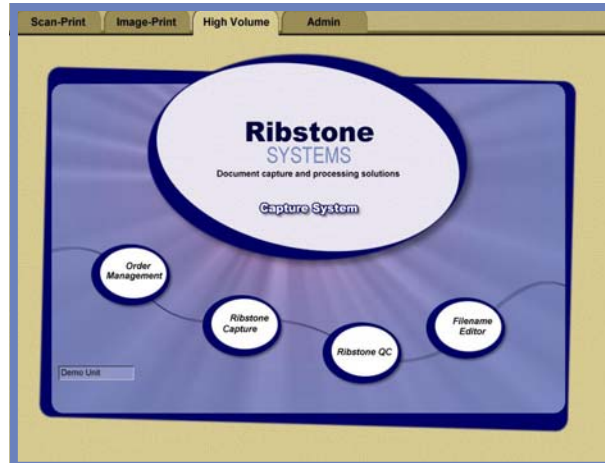 Scan-Print Image-Print High Volume Admin
Ribstone
SYSTEMS
Document capture and processing solutions
Capture System
Order
Management
Ribstone
Capture
Ribstone QC
Filename
Editor
Demo Unit